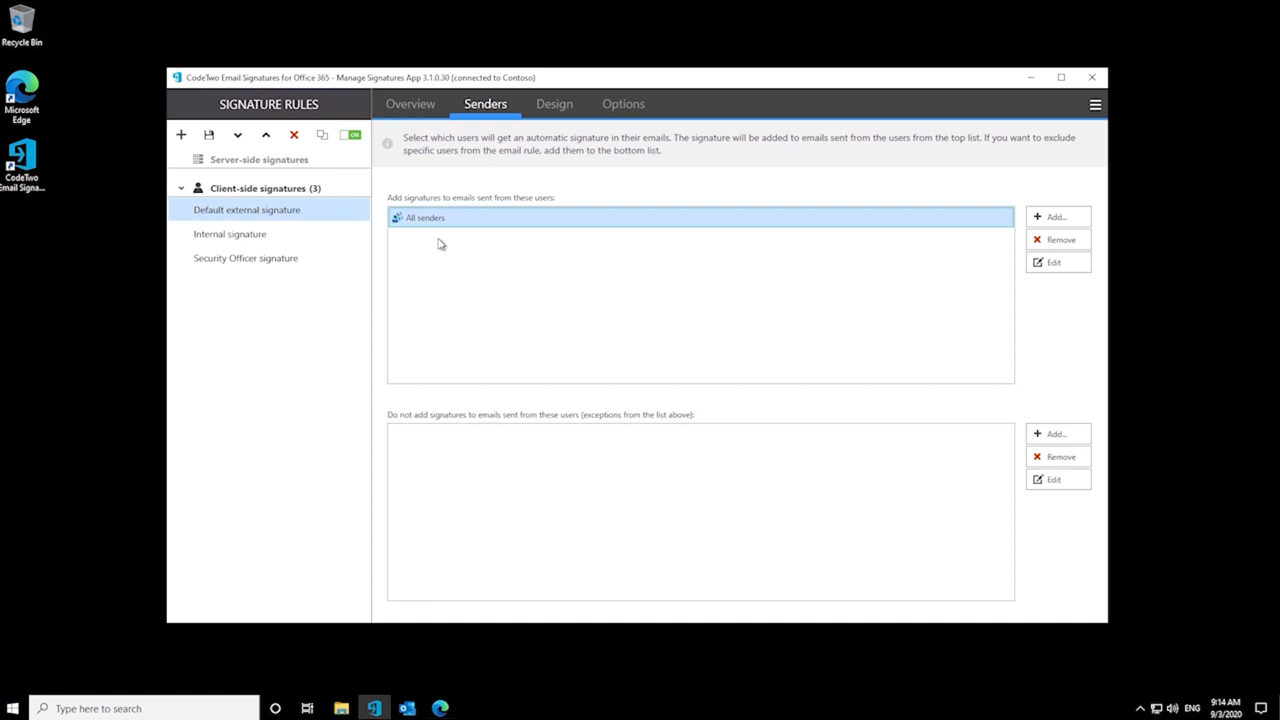 Recycle Bin
Microsoft
Edge
CodeTwo
Email Signa...
CodeTwo Email Signatures for Office 365 - Manage Signatures App 3.1.0.30 (connected to Contoso)
SIGNATURE RULES
Overview
Senders
Design
Options
ON
Select which users will get an automatic signature in their emails. The signature will be added to emails sent from the users from the top list. If you want to exclude
specific users from the email rule, add them to the bottom list.
Server-side signatures
Client-side signatures (3)
Default external signature
Internal signature
Security Officer signature
Add signatures to emails sent from these users:
All senders
Add...
Remove
Edit
Do not add signatures to emails sent from these users (exceptions from the list above):
Add...
Remove
Edit
Type here to search
ENG
9:14 AM
9/3/2020